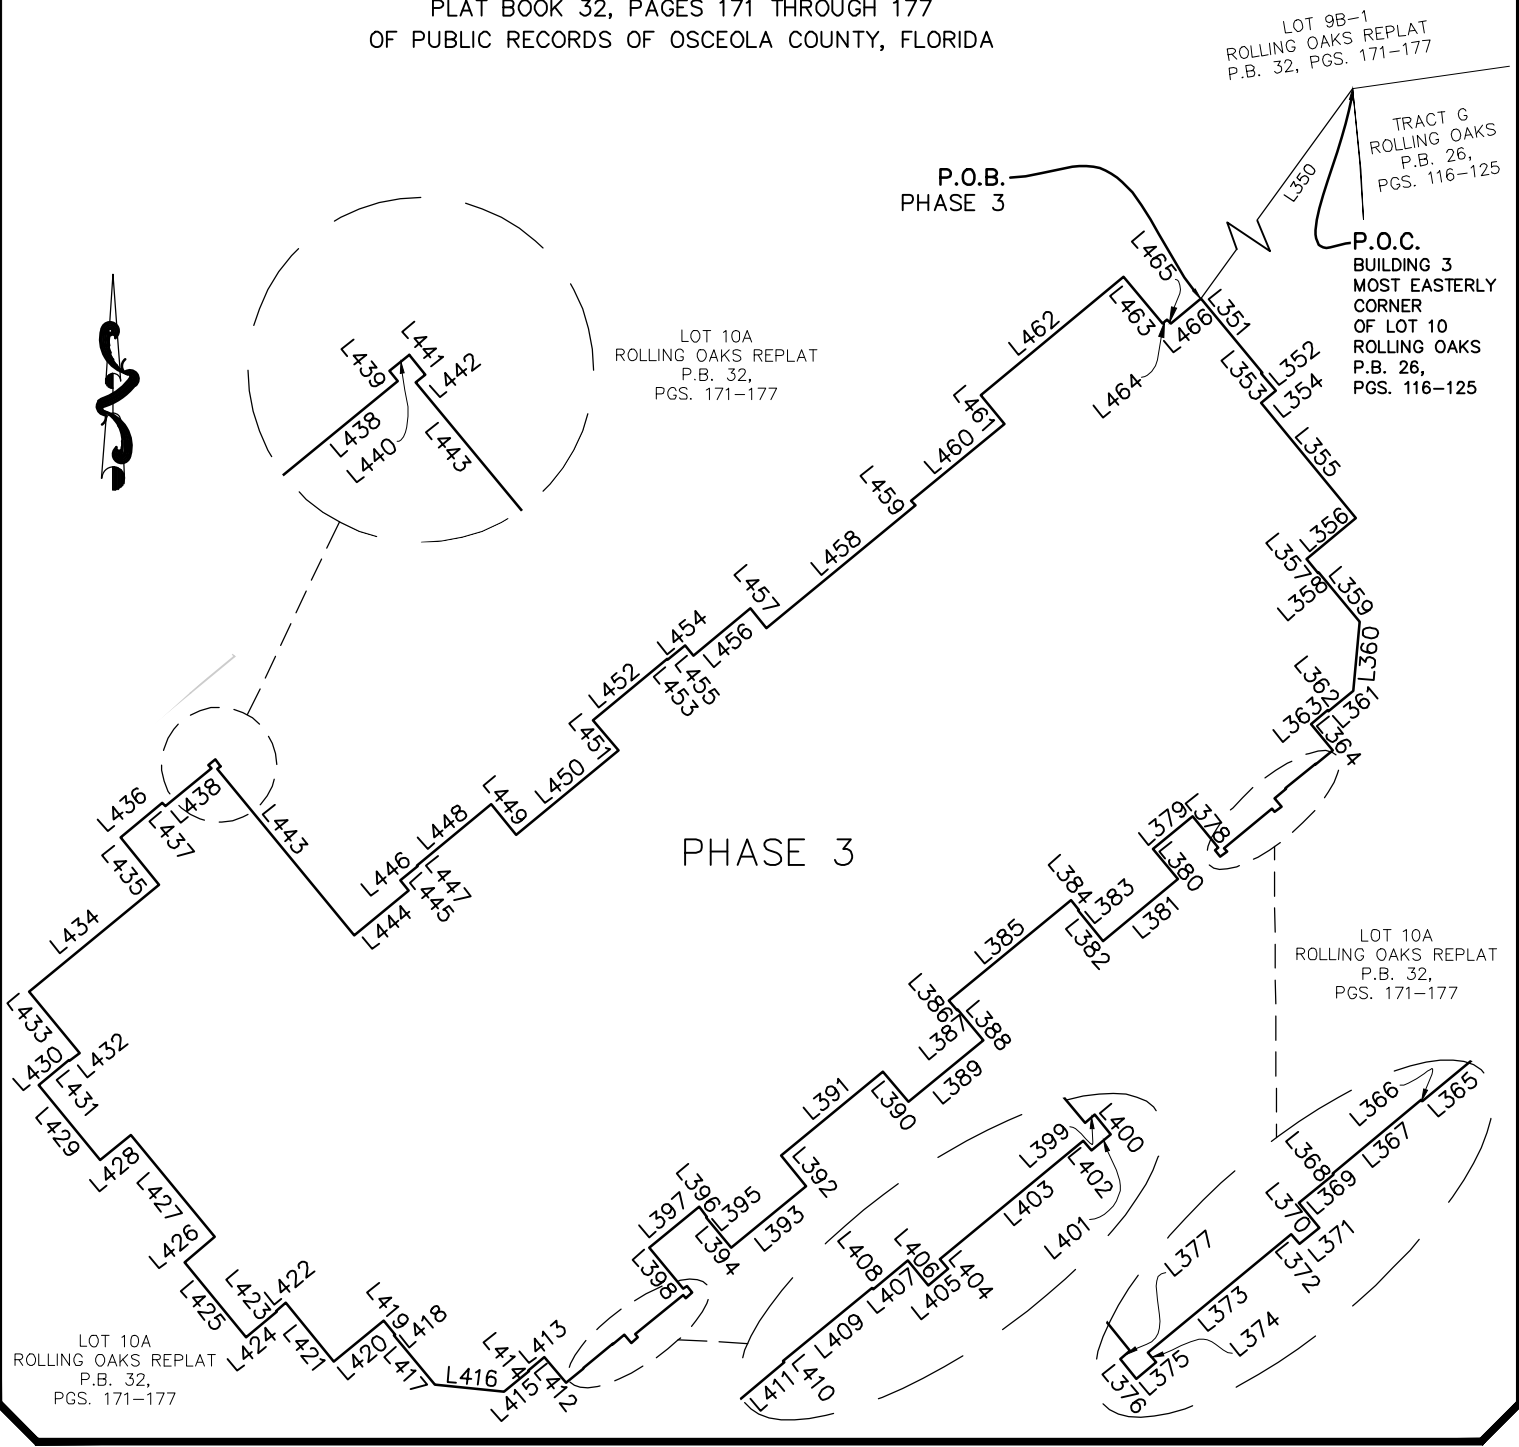 PLAT BOOK 32, PAGES 171 THROUGH 177
OF PUBLIC RECORDS OF OSCEOLA COUNTY, FLORIDA
LOT 9B-1
ROLLING OAKS REPLAT
P.B. 32, PGS. 171-177
TRACT G
ROLLING OAKS
P.B. 26,
PGS. 116-125
L350
P.O.B.
PHASE 3
P.O.C.
BUILDING 3
MOST EASTERLY
CORNER
OF LOT 10
ROLLING OAKS
P.B. 26,
PGS. 116-125
LOT 10A
ROLLING OAKS REPLAT
P.B. 32,
PGS. 171-177
L439
L441
L442
L438
L440
L443
L465
L463
L466
L464
L462
L461
L460
L459
L458
L457
L456
L454
L455
L453
L452
L451
L450
L449
L448
L446
L447
L445
L444
L443
L438
L436
L437
L435
L434
L433
L432
L430
L431
L429
L428
L427
L426
L425
L423
L422
L424
L421
L419
L418
L420
L417
L416
L414
L413
L415
L412
L351
L352
L353
L354
L355
L356
L357
L358
L359
L360
L362
L361
L363
L364
L379
L378
L380
L381
L384
L383
L382
L385
L386
L387
L388
L389
L391
L390
L392
L393
L396
L395
L397
L394
L398
PHASE 3
LOT 10A
ROLLING OAKS REPLAT
P.B. 32,
PGS. 171-177
L399
L400
L402
L403
L401
L404
L406
L405
L408
L407
L409
L410
L411
L366
L365
L367
L368
L369
L370
L371
L372
L377
L373
L374
L375
L376
LOT 10A
ROLLING OAKS REPLAT
P.B. 32,
PGS. 171-177